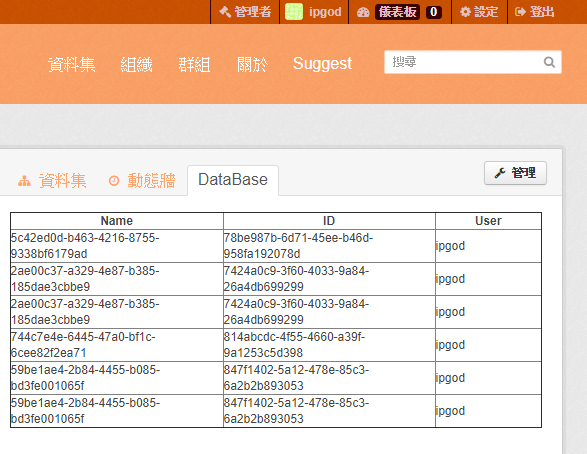 管理者 ipgod 儀表板 0 設定 登出
資料集 組織 群組 關於 Suggest 搜尋
資料集 動態牆 DataBase 管理
Name ID User
5c42ed0d-b463-4216-8755- 78be987b-6d71-45ee-b46d-
9338bf6179ad 958fa192078d ipgod
2ae00c37-a329-4e87-b385- 7424a0c9-3f60-4033-9a84-
185dae3cbbe9 26a4db699299 ipgod
2ae00c37-a329-4e87-b385- 7424a0c9-3f60-4033-9a84-
185dae3cbbe9 26a4db699299 ipgod
744c7e4e-6445-47a0-bf1c- 814abcdc-4f55-4660-a39f-
6cee82f2ea71 9a1253c5d398 ipgod
59be1ae4-2b84-4455-b085- 847f1402-5a12-478e-85c3-
bd3fe001065f 6a2b2b893053 ipgod
59be1ae4-2b84-4455-b085- 847f1402-5a12-478e-85c3-
bd3fe001065f 6a2b2b893053 ipgod